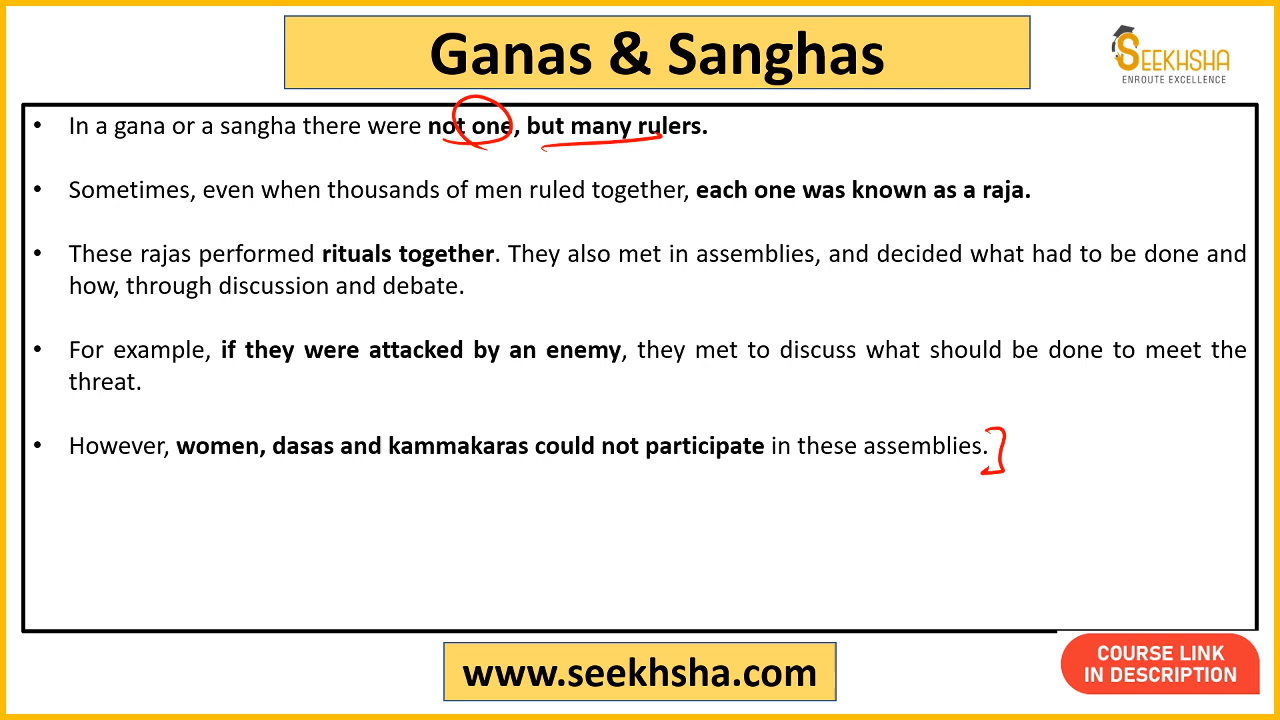 Ganas & Sanghas
SEEKHSHA
ENROUTE EXCELLENCE
• In a gana or a sangha there were not one, but many rulers.
• Sometimes, even when thousands of men ruled together, each one was known as a raja.
• These rajas performed rituals together. They also met in assemblies, and decided what had to be done and
how, through discussion and debate.
• For example, if they were attacked by an enemy, they met to discuss what should be done to meet the
threat.
• However, women, dasas and kammakaras could not participate in these assemblies.
www.seekhsha.com
COURSE LINK
IN DESCRIPTION